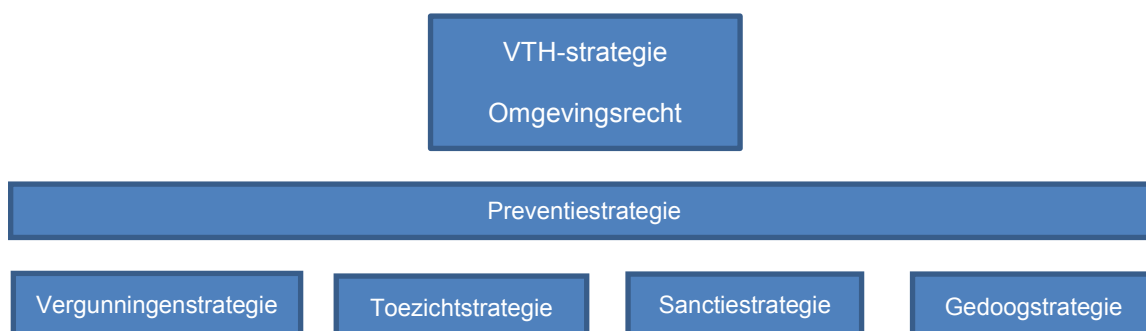 VTH-strategie
Omgevingsrecht
Preventiestrategie
Vergunningenstrategie
Toezichtstrategie
Sanctiestrategie
Gedoogstrategie